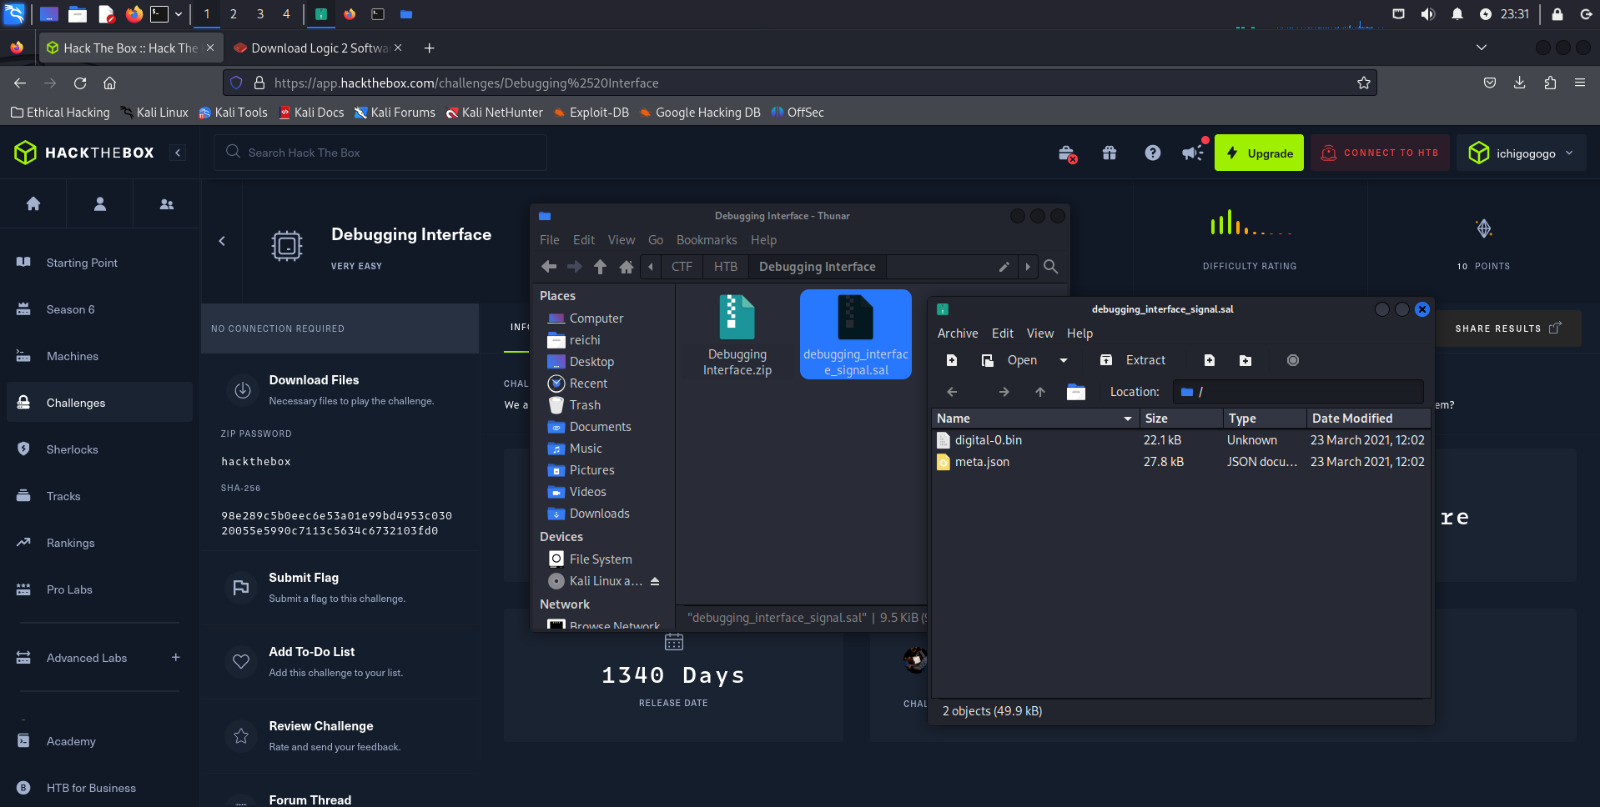 1 2 3 4
23:31
Hack The Box :: Hack The
Download Logic 2 Softwa
https://app.hackthebox.com/challenges/Debugging%2520Interface
Ethical Hacking Kali Linux Kali Tools Kali Docs Kali Forums Kali NetHunter Exploit-DB Google Hacking DB OffSec
HACKTHEBOX
Search Hack The Box
Upgrade
CONNECT TO HTB
ichigogogo
Starting Point
Season 6
Machines
Challenges
Sherlocks
Tracks
Rankings
Pro Labs
Advanced Labs +
Academy
HTB for Business
Debugging Interface
VERY EASY
DIFFICULTY RATING
10 POINTS
NO CONNECTION REQUIRED
INF
SHARE RESULTS
Download Files
Necessary files to play the challenge.
ZIP PASSWORD
hackthebox
SHA-256
98e289c5b0eec6e53a01e99bd4953c030
20055e5990c7113c5634c6732103fd0
Submit Flag
Submit a flag to this challenge.
Add To-Do List
Add this challenge to your list.
Review Challenge
Rate and send your feedback.
Forum Thread
CHAL
We a
em?
re
1340 Days
RELEASE DATE
CHAL
Debugging Interface - Thunar
File Edit View Go Bookmarks Help
CTF HTB Debugging Interface
Places
Computer
reichi
Desktop
Recent
Trash
Documents
Music
Pictures
Videos
Downloads
Devices
File System
Kali Linux a...
Network
Browse Network
Debugging
Interface.zip
debugging_interfac
e_signal.sal
"debugging_interface_signal.sal" | 9.5 KiB (9
debugging_interface_signal.sal
Archive Edit View Help
Open Extract
Location: /
Name Size Type Date Modified
digital-0.bin 22.1 kB Unknown 23 March 2021, 12:02
meta.json 27.8 kB JSON docu... 23 March 2021, 12:02
2 objects (49.9 kB)